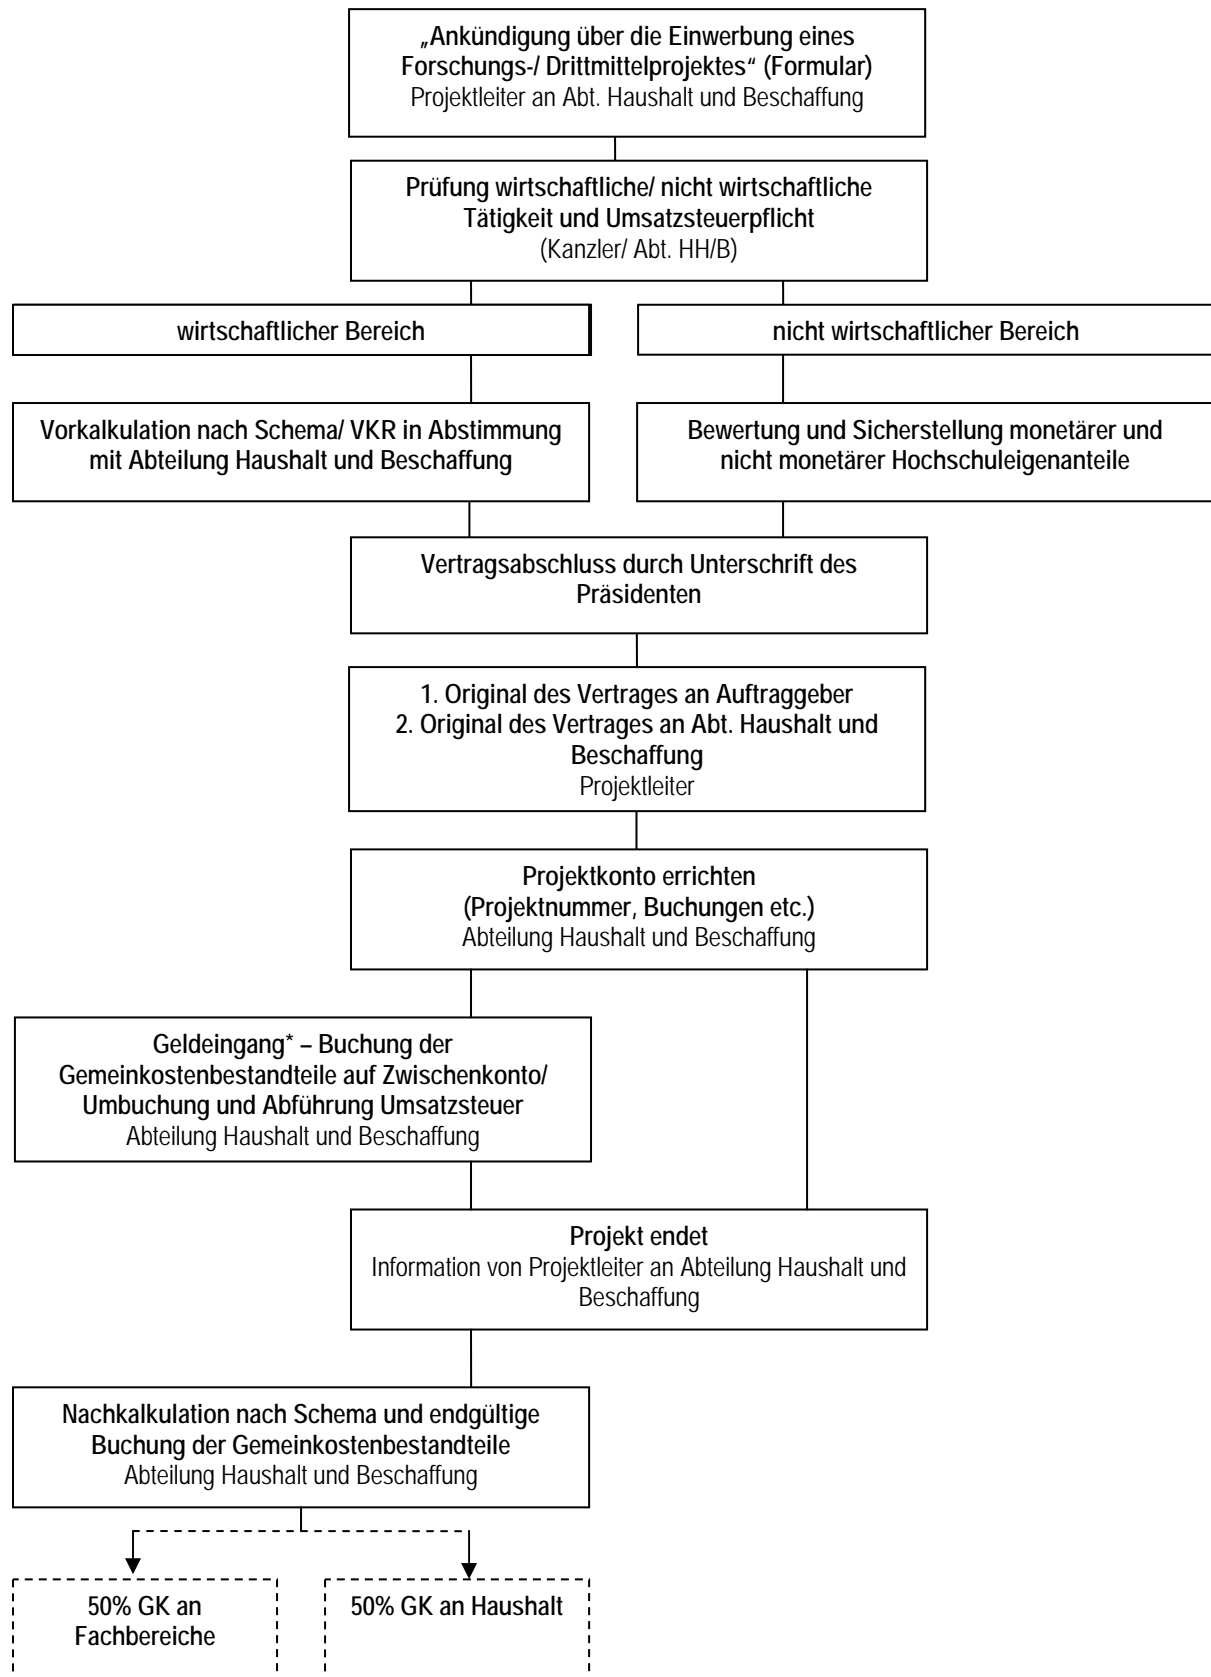 „Ankündigung über die Einwerbung eines
Forschungs-/ Drittmittelprojektes“ (Formular)
Projektleiter an Abt. Haushalt und Beschaffung
Prüfung wirtschaftliche/ nicht wirtschaftliche
Tätigkeit und Umsatzsteuerpflicht
(Kanzler/ Abt. HH/B)
wirtschaftlicher Bereich
nicht wirtschaftlicher Bereich
Vorkalkulation nach Schema/ VKR in Abstimmung
mit Abteilung Haushalt und Beschaffung
Bewertung und Sicherstellung monetärer und
nicht monetärer Hochschuleigenanteile
Vertragsabschluss durch Unterschrift des
Präsidenten
1. Original des Vertrages an Auftraggeber
2. Original des Vertrages an Abt. Haushalt und
Beschaffung
Projektleiter
Projektkonto errichten
(Projektnummer, Buchungen etc.)
Abteilung Haushalt und Beschaffung
Geldeingang* – Buchung der
Gemeinkostenbestandteile auf Zwischenkonto/
Umbuchung und Abführung Umsatzsteuer
Abteilung Haushalt und Beschaffung
Projekt endet
Information von Projektleiter an Abteilung Haushalt und
Beschaffung
Nachkalkulation nach Schema und endgültige
Buchung der Gemeinkostenbestandteile
Abteilung Haushalt und Beschaffung
50% GK an
Fachbereiche
50% GK an Haushalt